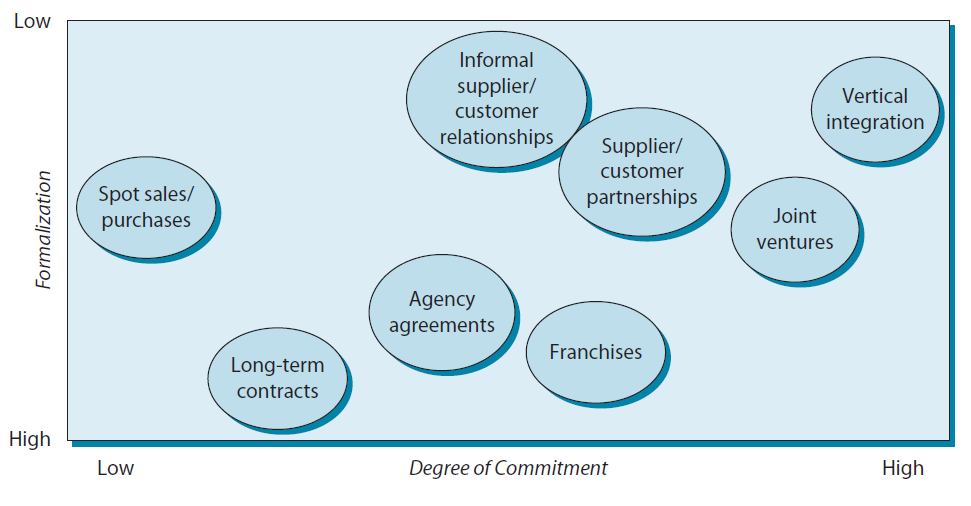 Low
Informal
supplier/
customer
relationships
Vertical
integration
Supplier/
customer
partnerships
Spot sales/
purchases
Joint
ventures
Formalization
Agency
agreements
Franchises
Long-term
contracts
High
Low
Degree of Commitment
High